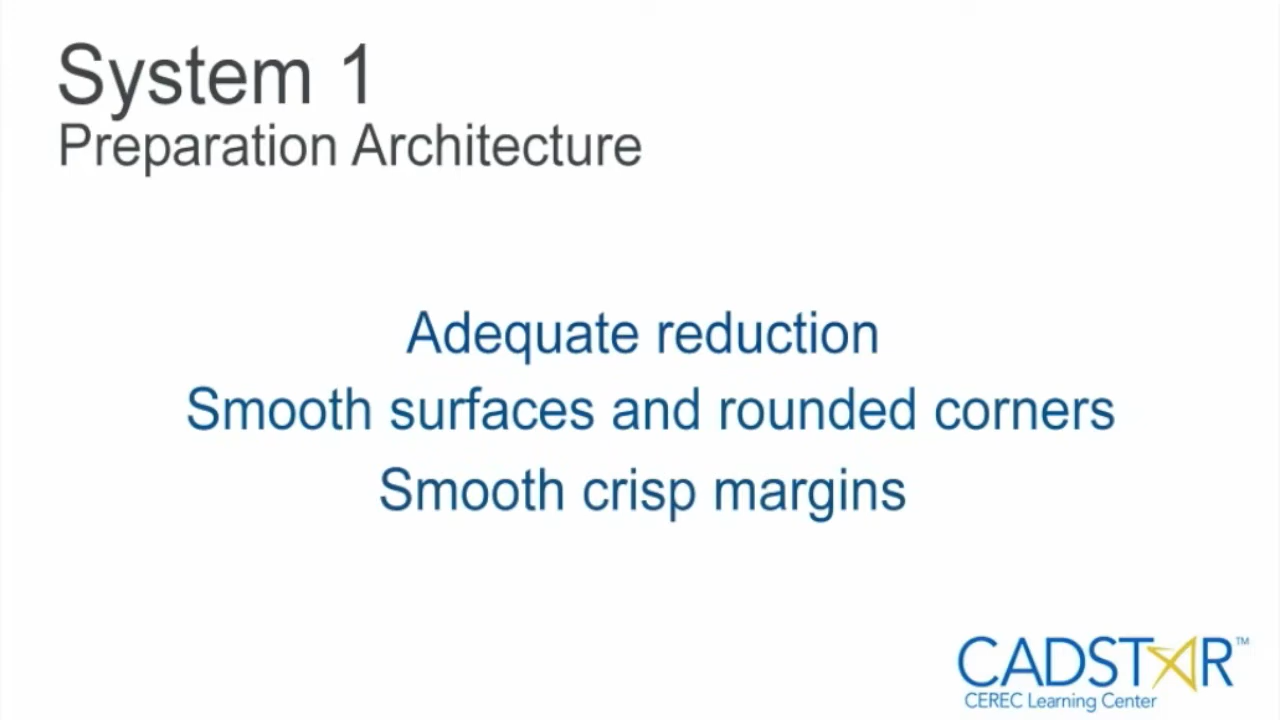 System 1
Preparation Architecture
Adequate reduction
Smooth surfaces and rounded corners
Smooth crisp margins
CADSTAR™
CEREC Learning Center